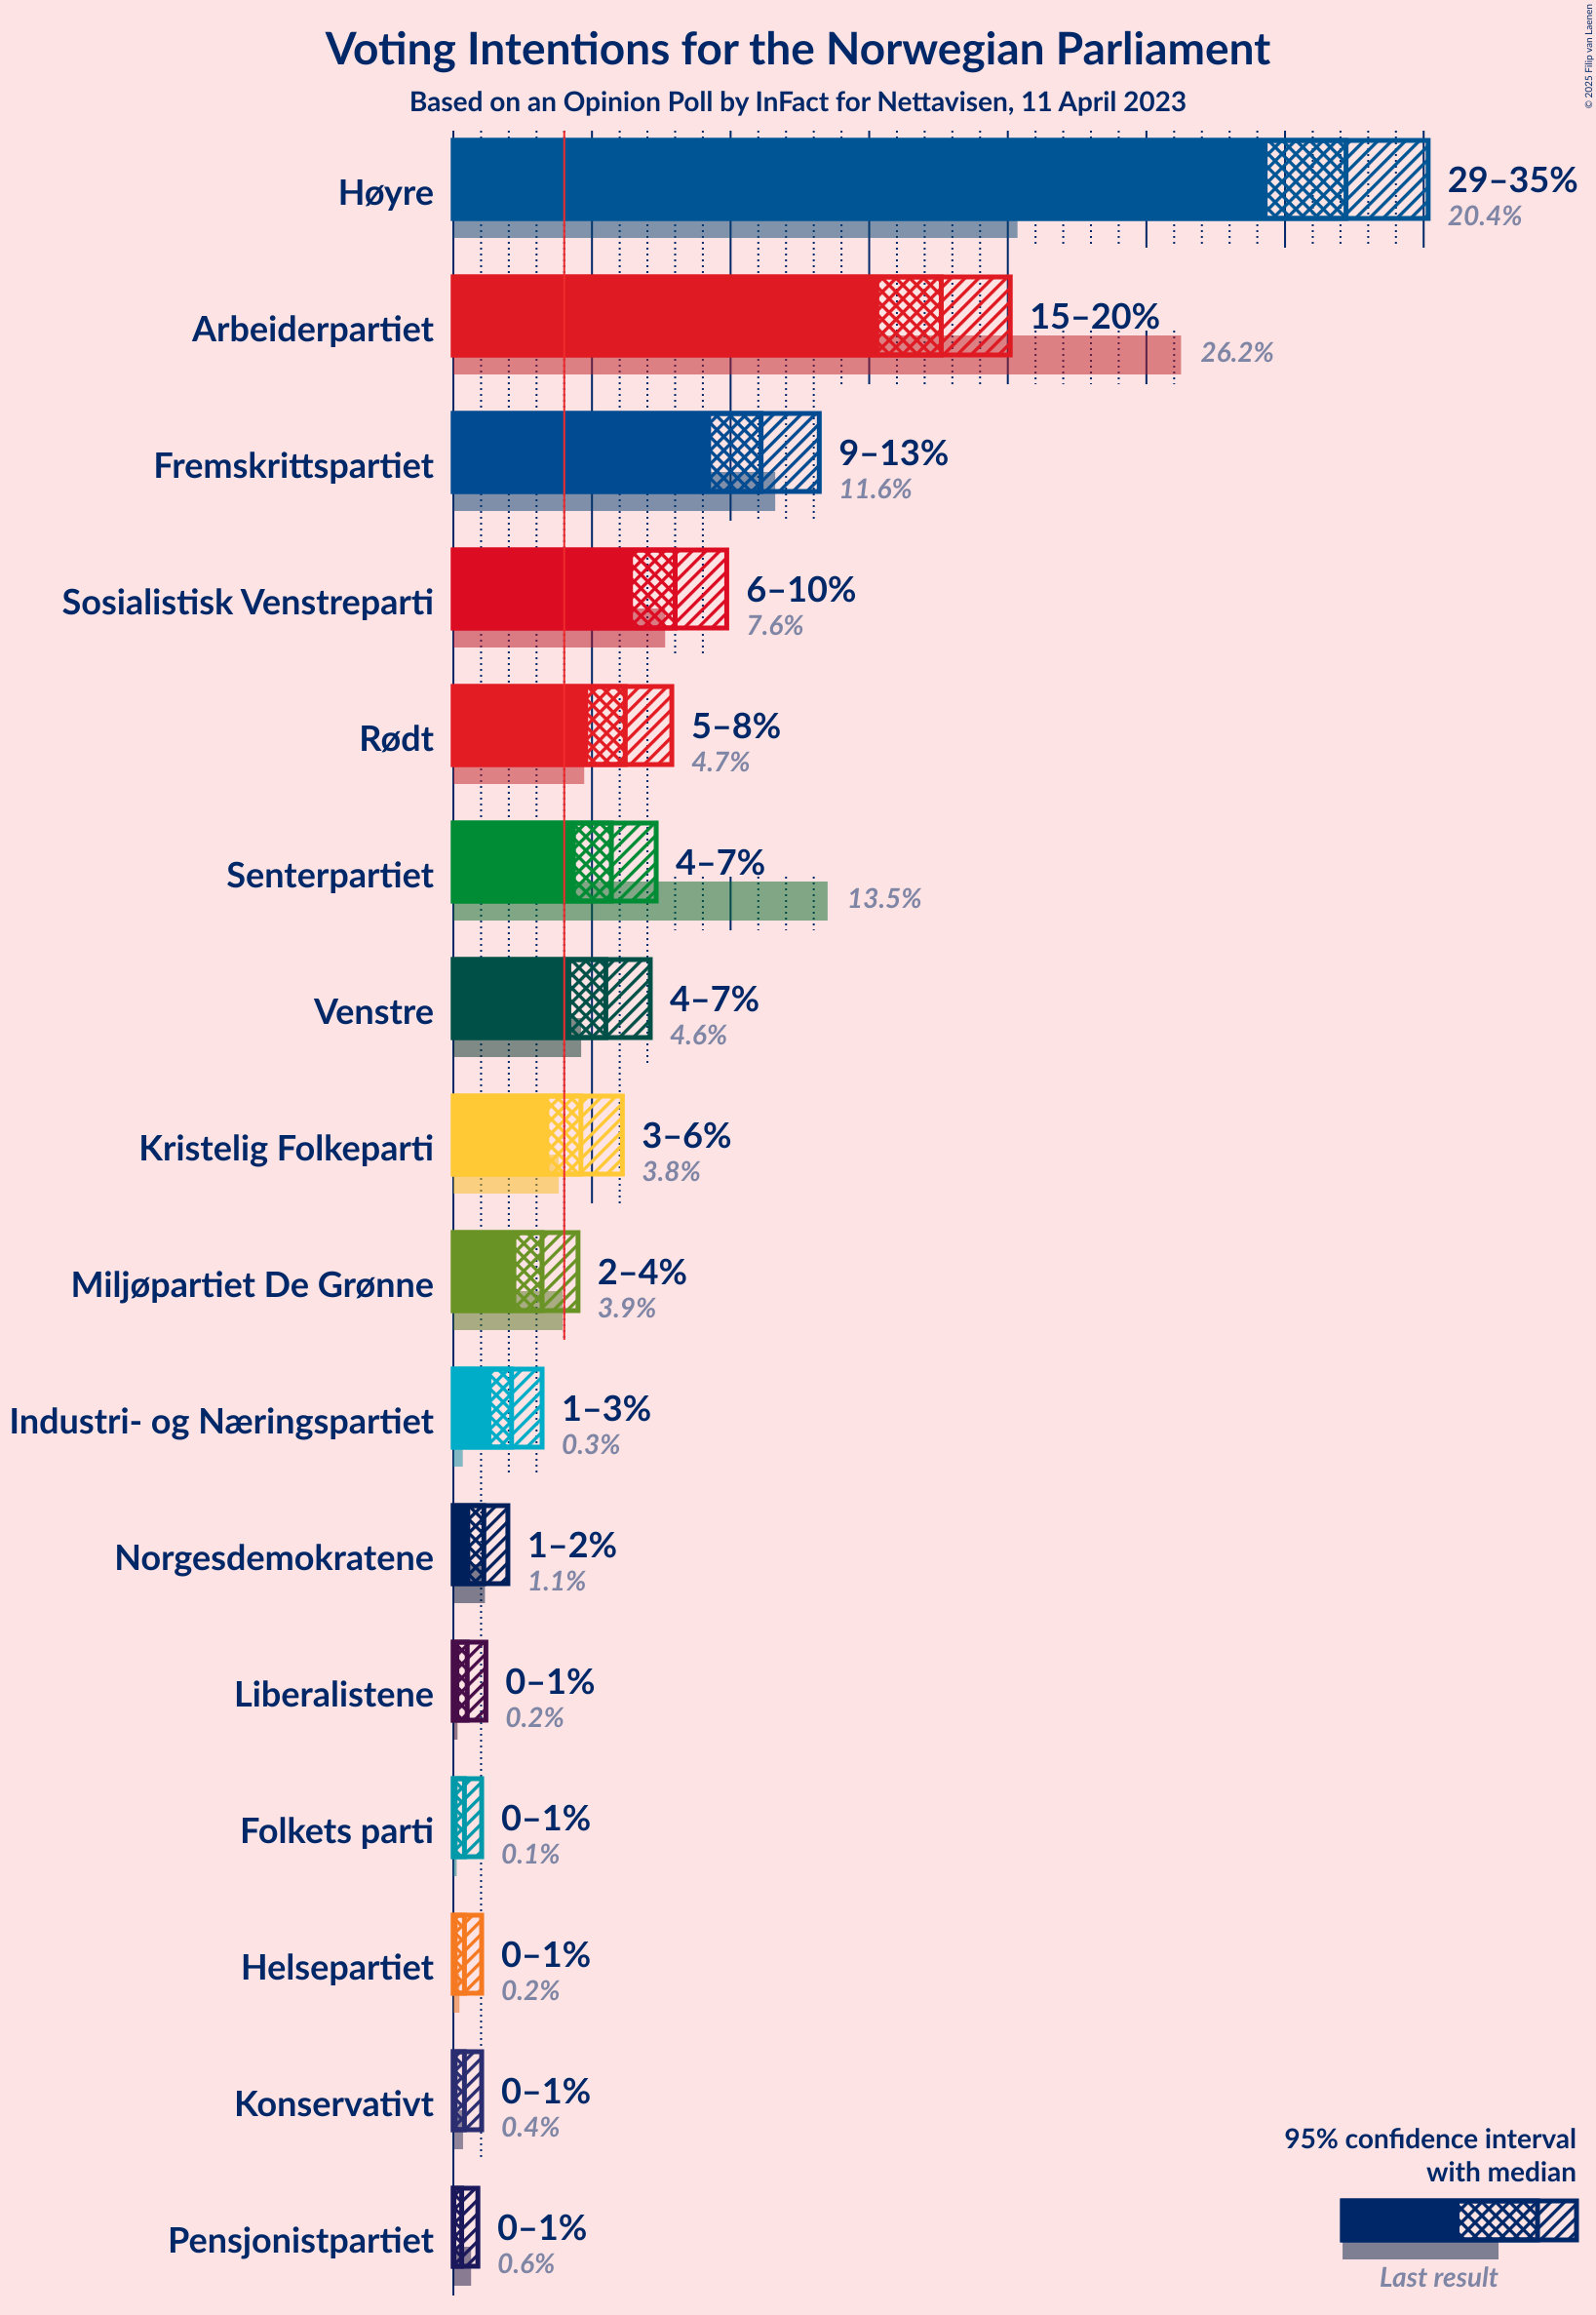 Voting Intentions for the Norwegian Parliament
Based on an Opinion Poll by InFact for Nettavisen, 11 April 2023
© 2025 Filip van Laenen
Høyre
29–35%
20.4%
Arbeiderpartiet
15–20%
26.2%
Fremskrittspartiet
9–13%
11.6%
Sosialistisk Venstreparti
6–10%
7.6%
Rødt
5–8%
4.7%
Senterpartiet
4–7%
13.5%
Venstre
4–7%
4.6%
Kristelig Folkeparti
3–6%
3.8%
Miljøpartiet De Grønne
2–4%
3.9%
Industri- og Næringspartiet
1–3%
0.3%
Norgesdemokratene
1–2%
1.1%
Liberalistene
0–1%
0.2%
Folkets parti
0–1%
0.1%
Helsepartiet
0–1%
0.2%
Konservativt
0–1%
0.4%
Pensjonistpartiet
0–1%
0.6%
95% confidence interval
with median
Last result